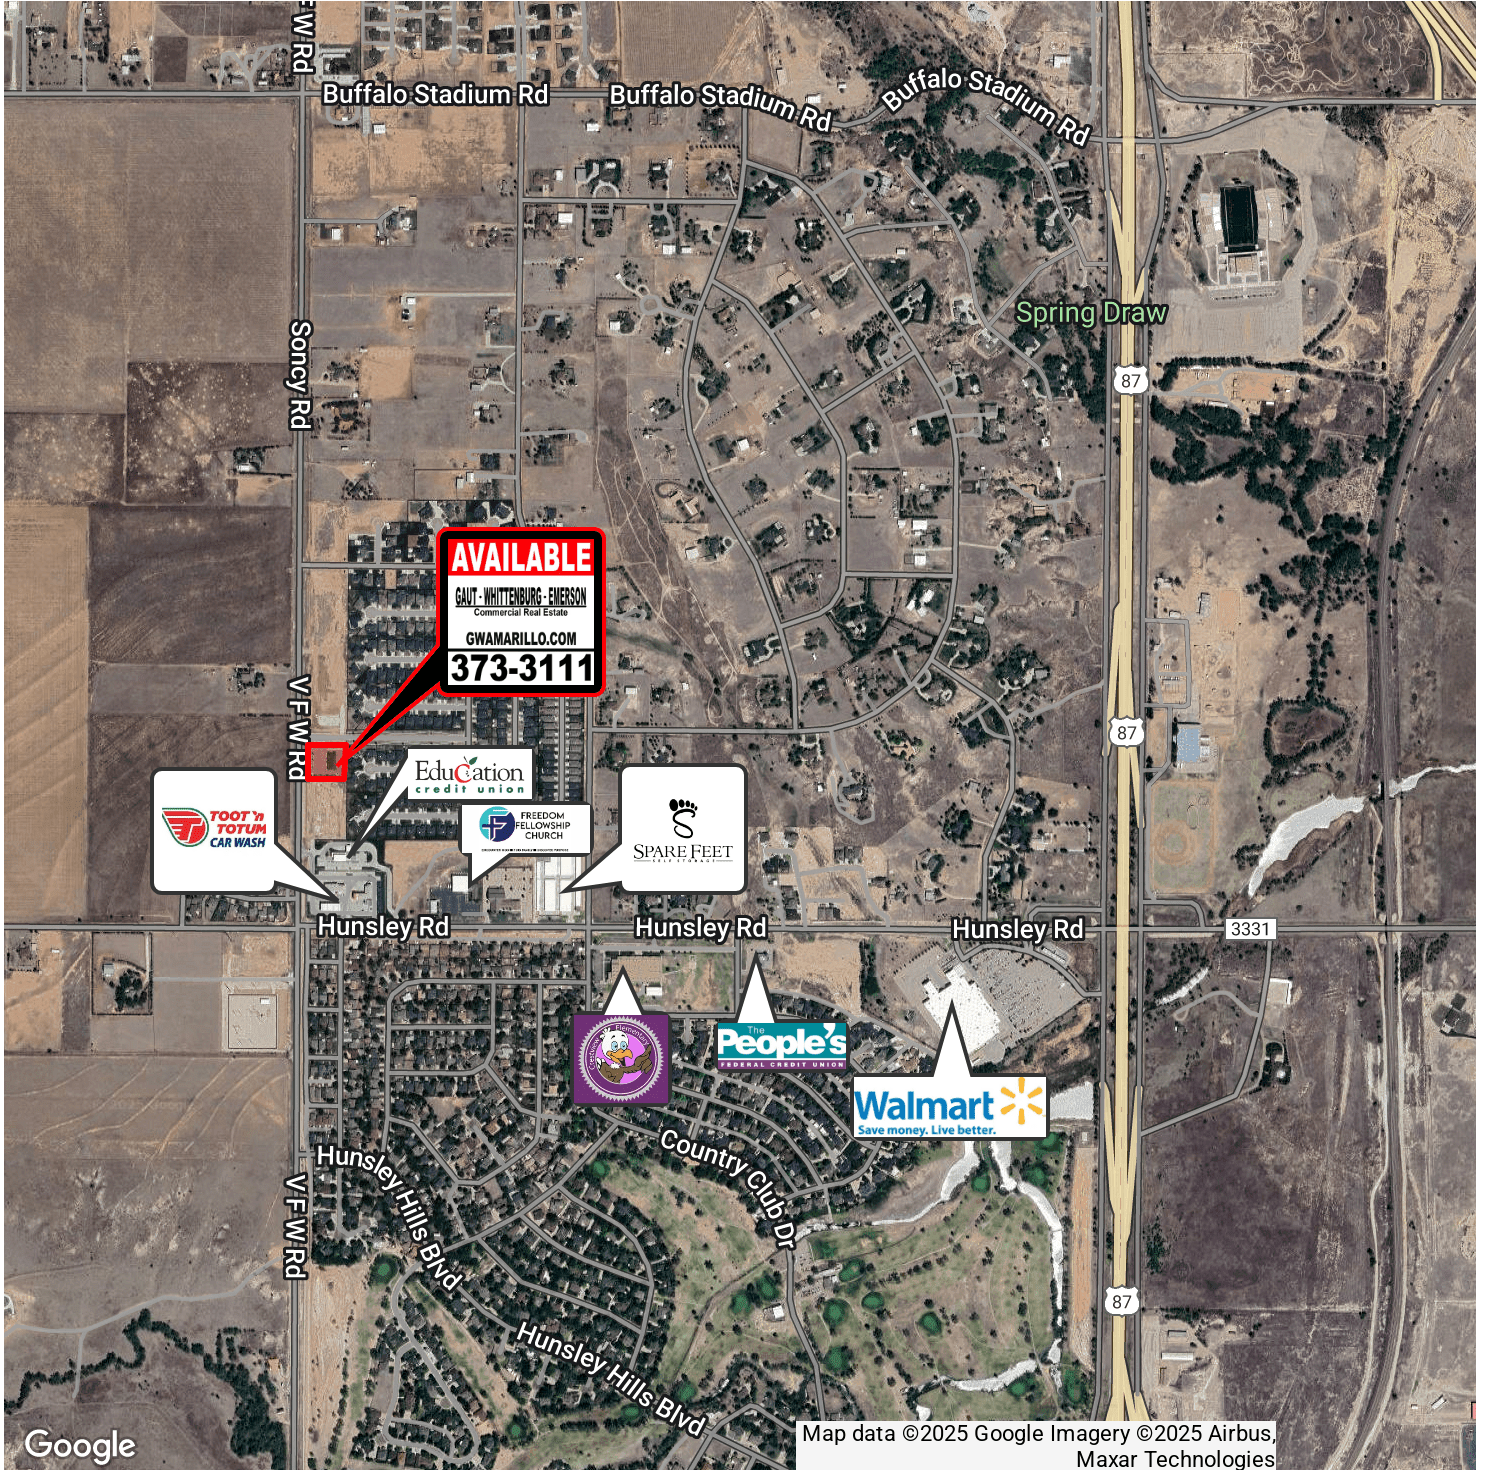 E W Rd
Buffalo Stadium Rd
Buffalo Stadium Rd
Buffalo Stadium Rd
Spring Draw
Soncy Rd
87
AVAILABLE
GAUT - WHITTENBURG - EMERSON
Commercial Real Estate
GWAMARILLO.COM
373-3111
V F W Rd
87
Education
credit union
TOOT 'n
TOTUM
CAR WASH
FREEDOM
FELLOWSHIP
CHURCH
SPARE FEET
SELF STORAGE
Hunsley Rd
Hunsley Rd
Hunsley Rd
3331
Crestview Elementary
The
People's
FEDERAL CREDIT UNION
Walmart
Save money. Live better.
Country Club Dr
Hunsley Hills Blvd
V F W Rd
87
Hunsley Hills Blvd
Google
Map data ©2025 Google Imagery ©2025 Airbus,
Maxar Technologies